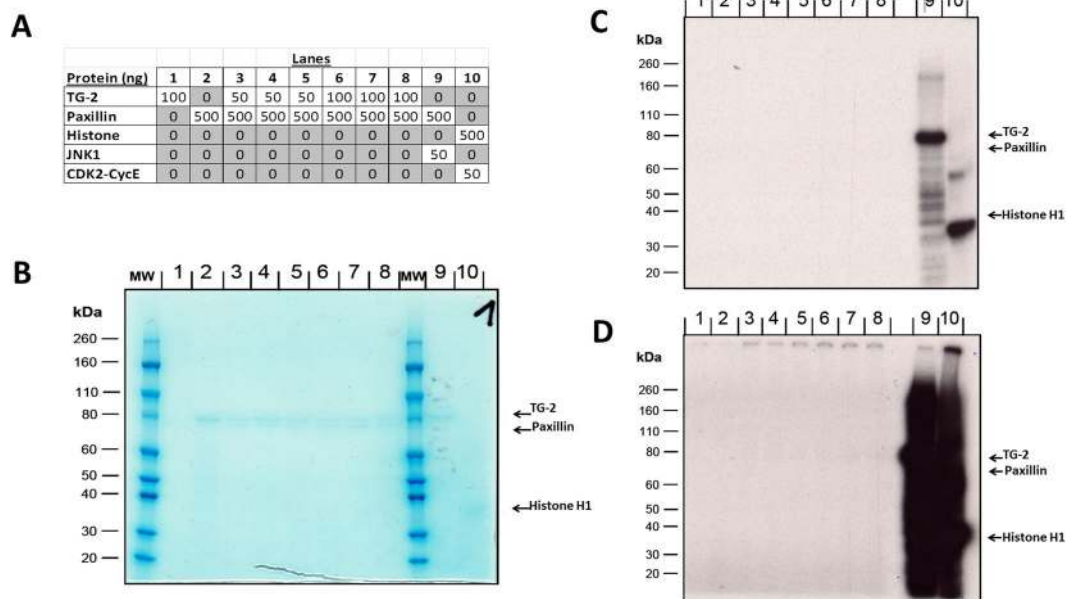 A
Lanes
Protein (ng) 1 2 3 4 5 6 7 8 9 10
TG-2 100 0 50 50 50 100 100 100 0 0
Paxillin 0 500 500 500 500 500 500 500 500 0
Histone 0 0 0 0 0 0 0 0 0 500
JNK1 0 0 0 0 0 0 0 0 50 0
CDK2-CycE 0 0 0 0 0 0 0 0 0 50
B
MW 1 2 3 4 5 6 7 8 MW 9 10
1
kDa
260
160
110
80
60
50
40
30
20
TG-2
Paxillin
Histone H1
C
1 2 3 4 5 6 7 8 9 10
kDa
260
160
110
80
60
50
40
30
20
TG-2
Paxillin
Histone H1
D
1 2 3 4 5 6 7 8 9 10
kDa
260
160
110
80
60
50
40
30
20
TG-2
Paxillin
Histone H1